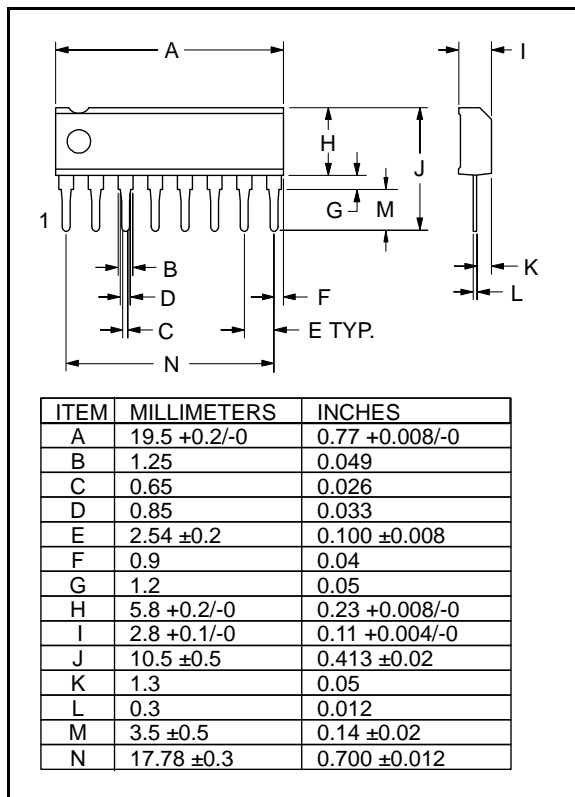 A
I
H
J
G
M
1
B
K
D
F
L
C
E TYP.
N
ITEM MILLIMETERS INCHES
A 19.5 +0.2/-0 0.77 +0.008/-0
B 1.25 0.049
C 0.65 0.026
D 0.85 0.033
E 2.54 ±0.2 0.100 ±0.008
F 0.9 0.04
G 1.2 0.05
H 5.8 +0.2/-0 0.23 +0.008/-0
I 2.8 +0.1/-0 0.11 +0.004/-0
J 10.5 ±0.5 0.413 ±0.02
K 1.3 0.05
L 0.3 0.012
M 3.5 ±0.5 0.14 ±0.02
N 17.78 ±0.3 0.700 ±0.012